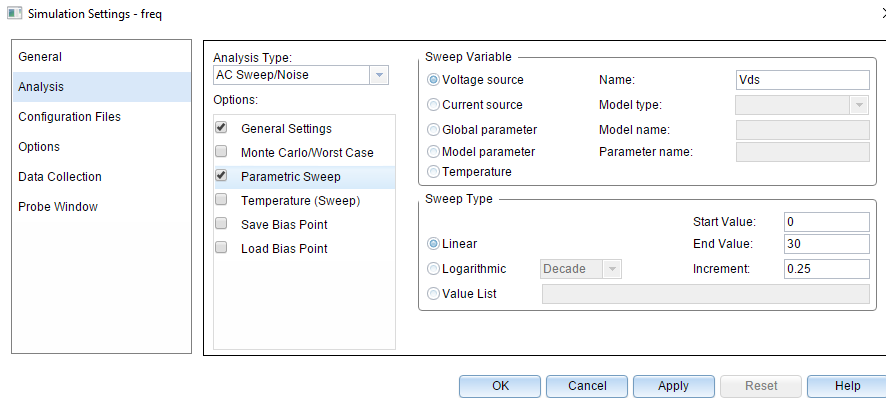 Simulation Settings - freq
General
Analysis
Configuration Files
Options
Data Collection
Probe Window
Analysis Type:
AC Sweep/Noise
Options:
General Settings
Monte Carlo/Worst Case
Parametric Sweep
Temperature (Sweep)
Save Bias Point
Load Bias Point
Sweep Variable
Voltage source Name: Vds
Current source Model type:
Global parameter Model name:
Model parameter Parameter name:
Temperature
Sweep Type
Start Value: 0
Linear End Value: 30
Logarithmic Decade Increment: 0.25
Value List
OK Cancel Apply Reset Help